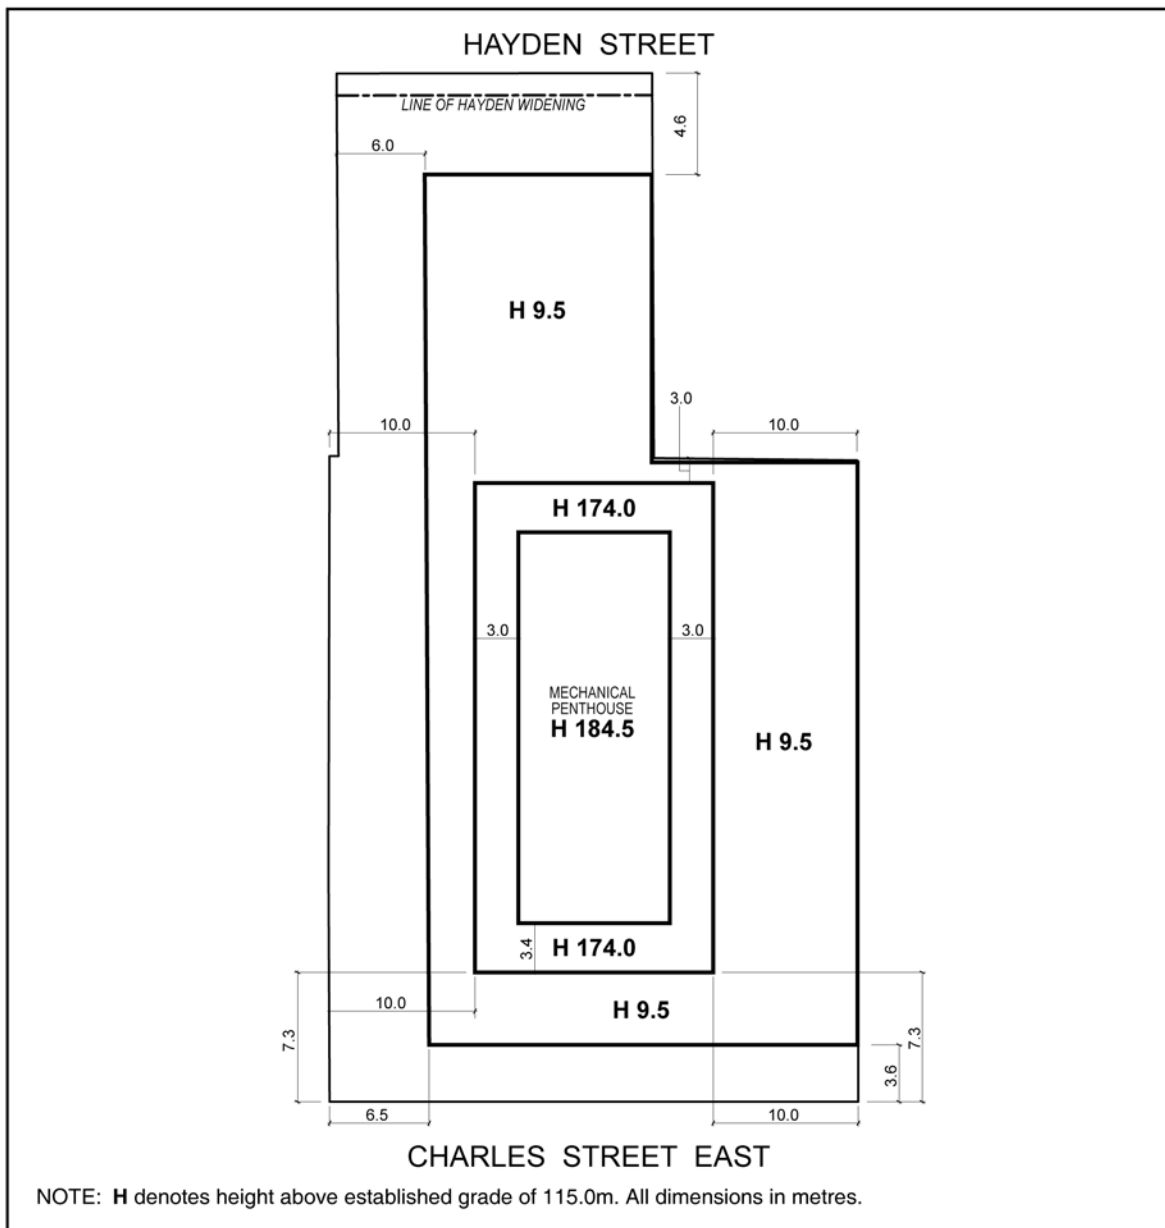 HAYDEN STREET
LINE OF HAYDEN WIDENING
4.6
6.0
H 9.5
3.0
10.0
10.0
H 174.0
3.0
3.0
MECHANICAL
PENTHOUSE
H 184.5
H 9.5
3.4
H 174.0
10.0
H 9.5
7.3
7.3
3.6
6.5
10.0
CHARLES STREET EAST
NOTE: H denotes height above established grade of 115.0m. All dimensions in metres.